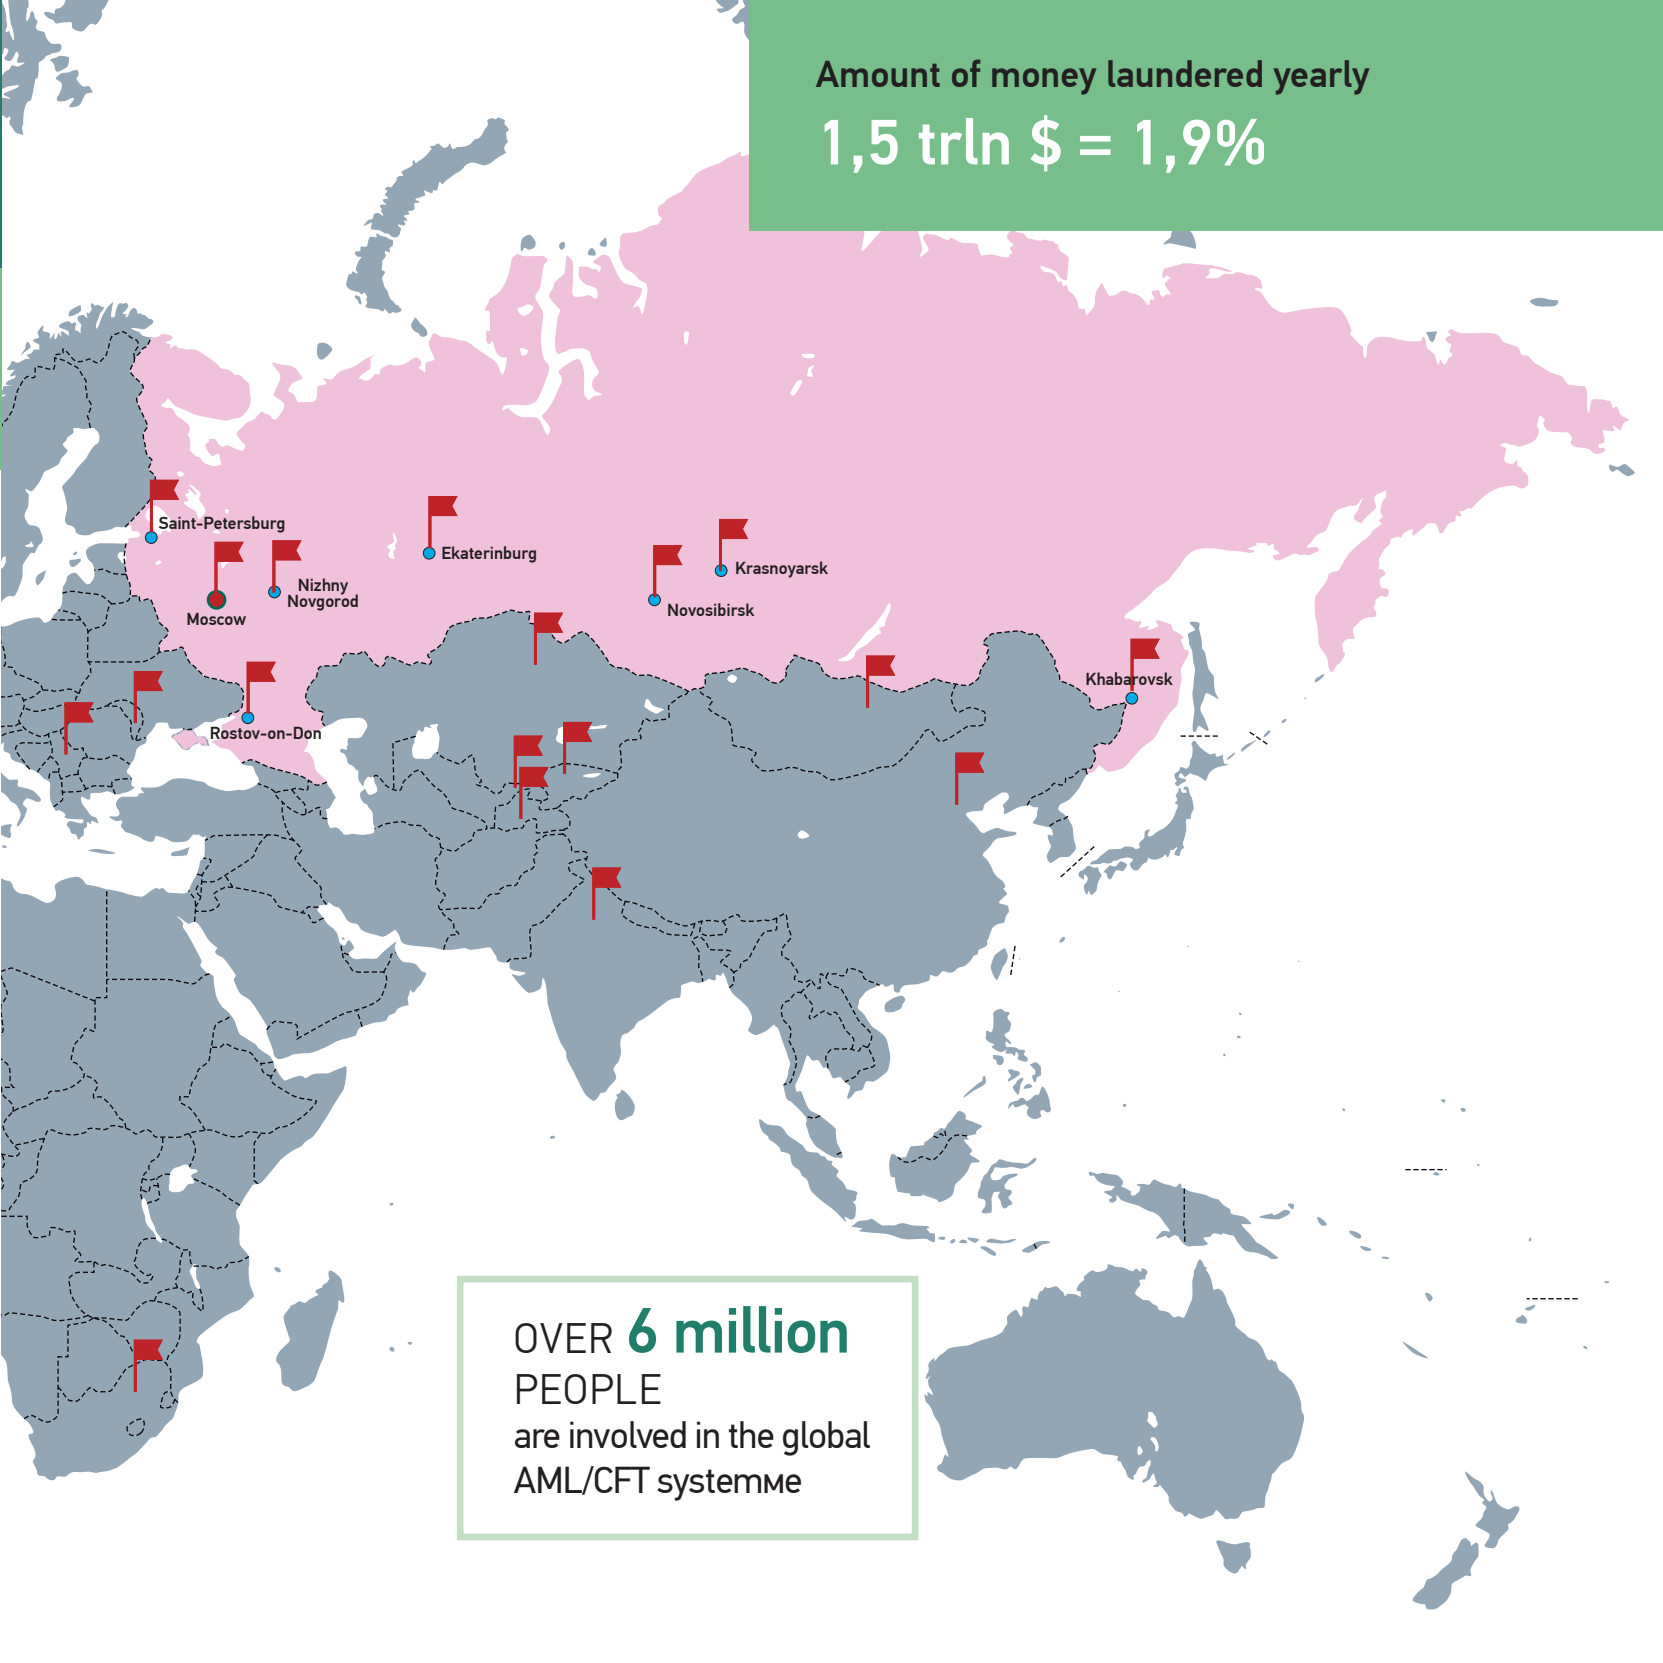 Amount of money laundered yearly
1,5 trln $ = 1,9%
Saint-Petersburg
Ekaterinburg
Krasnoyarsk
Nizhny
Novgorod
Novosibirsk
Moscow
Khabarovsk
Rostov-on-Don
OVER 6 million
PEOPLE
are involved in the global
AML/CFT systemме